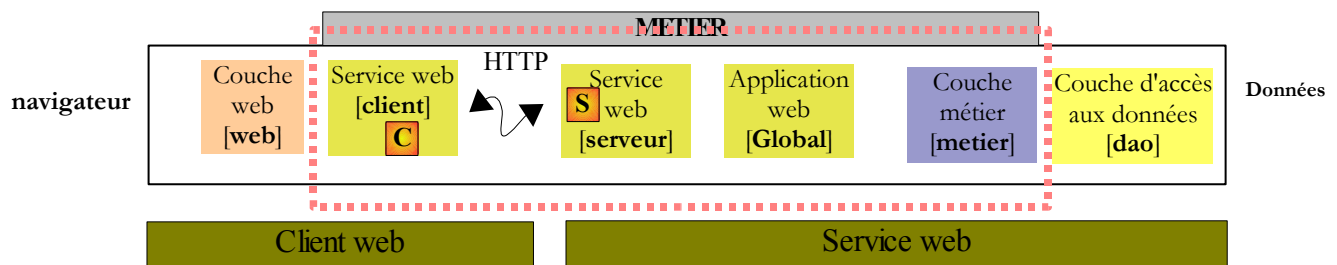 METIER
navigateur
Couche
web
[web]
Service web
[client]
C
HTTP
S
Service
web
[serveur]
Application
web
[Global]
Couche
métier
[metier]
Couche d'accès
aux données
[dao]
Données
Client web
Service web